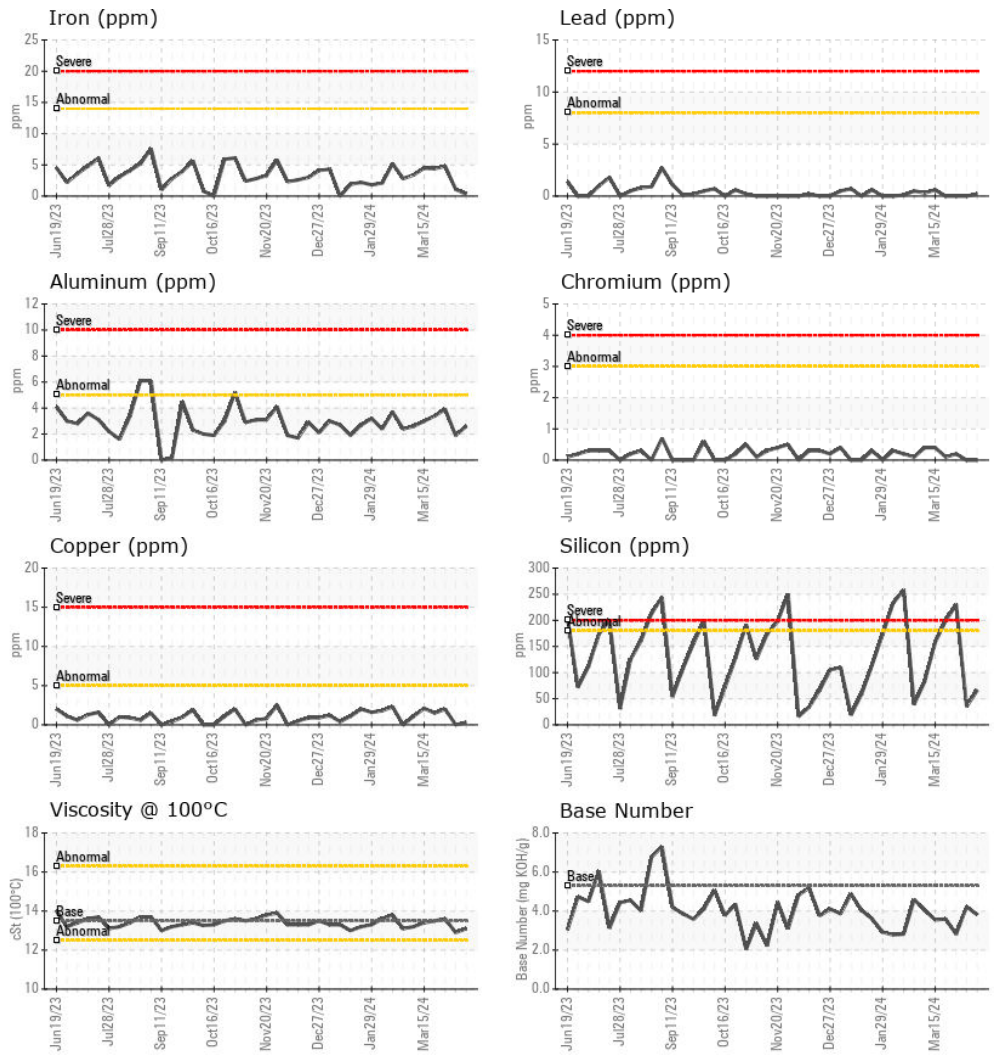 Iron (ppm)
25
20
15
10
5
0
ppm
Severe
Abnormal
Jun19/23
Jul28/23
Sep11/23
Oct16/23
Nov20/23
Dec27/23
Jan29/24
Mar15/24
Lead (ppm)
15
10
5
0
ppm
Severe
Abnormal
Jun19/23
Jul28/23
Sep11/23
Oct16/23
Nov20/23
Dec27/23
Jan29/24
Mar15/24
Aluminum (ppm)
12
10
8
6
4
2
0
ppm
Severe
Abnormal
Jun19/23
Jul28/23
Sep11/23
Oct16/23
Nov20/23
Dec27/23
Jan29/24
Mar15/24
Chromium (ppm)
5
4
3
2
1
0
ppm
Severe
Abnormal
Jun19/23
Jul28/23
Sep11/23
Oct16/23
Nov20/23
Dec27/23
Jan29/24
Mar15/24
Copper (ppm)
20
15
10
5
0
ppm
Severe
Abnormal
Jun19/23
Jul28/23
Sep11/23
Oct16/23
Nov20/23
Dec27/23
Jan29/24
Mar15/24
Silicon (ppm)
300
250
200
150
100
50
0
ppm
Severe
Abnormal
Jun19/23
Jul28/23
Sep11/23
Oct16/23
Nov20/23
Dec27/23
Jan29/24
Mar15/24
Viscosity @ 100°C
18
16
14
12
10
cSt (100°C)
Abnormal
Base
Abnormal
Jun19/23
Jul28/23
Sep11/23
Oct16/23
Nov20/23
Dec27/23
Jan29/24
Mar15/24
Base Number
8.0
6.0
4.0
2.0
0.0
Base Number (mg KOH/g)
Base
Jun19/23
Jul28/23
Sep11/23
Oct16/23
Nov20/23
Dec27/23
Jan29/24
Mar15/24